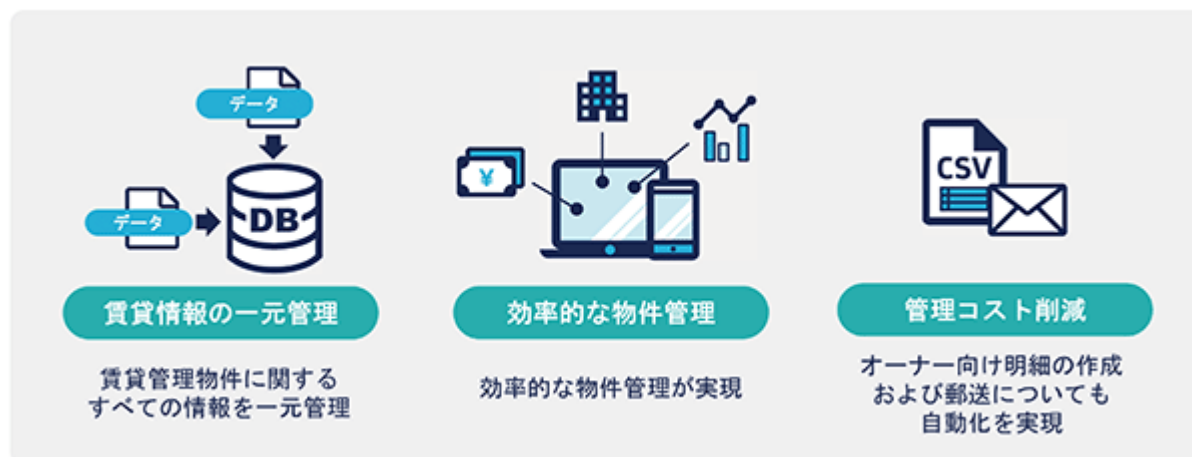 データ
データ
DB
賃貸情報の一元管理
賃貸管理物件に関する
すべての情報を一元管理
¥
効率的な物件管理
効率的な物件管理が実現
CSV
管理コスト削減
オーナー向け明細の作成
および郵送についても
自動化を実現